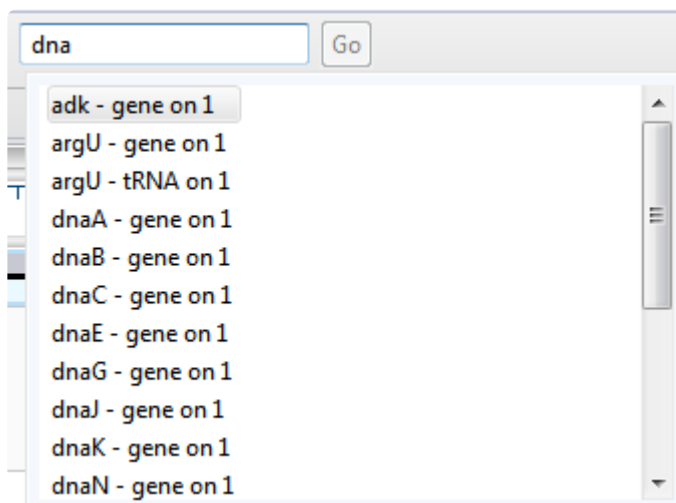 dna Go
adk - gene on 1
argU - gene on 1
argU - tRNA on 1
dnaA - gene on 1
dnaB - gene on 1
dnaC - gene on 1
dnaE - gene on 1
dnaG - gene on 1
dnaJ - gene on 1
dnaK - gene on 1
dnaN - gene on 1